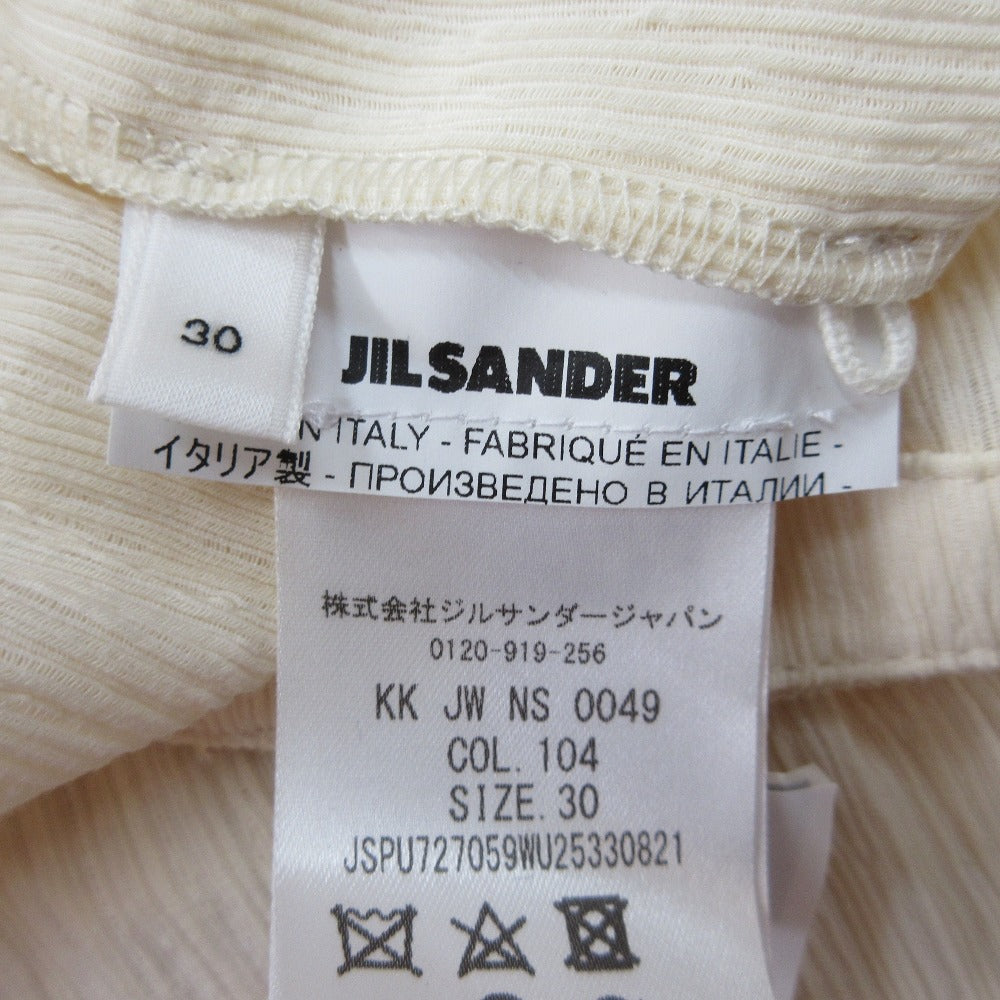 30
JIL SANDER
N ITALY - FABRIQUÉ EN ITALIE -
イタリア製 - ПРОИЗВЕДЕНО В ИТАЛИИ -
株式会社ジルサンダージャパン
0120-919-256
KK JW NS 0049
COL. 104
SIZE. 30
JSPU727059WU25330821